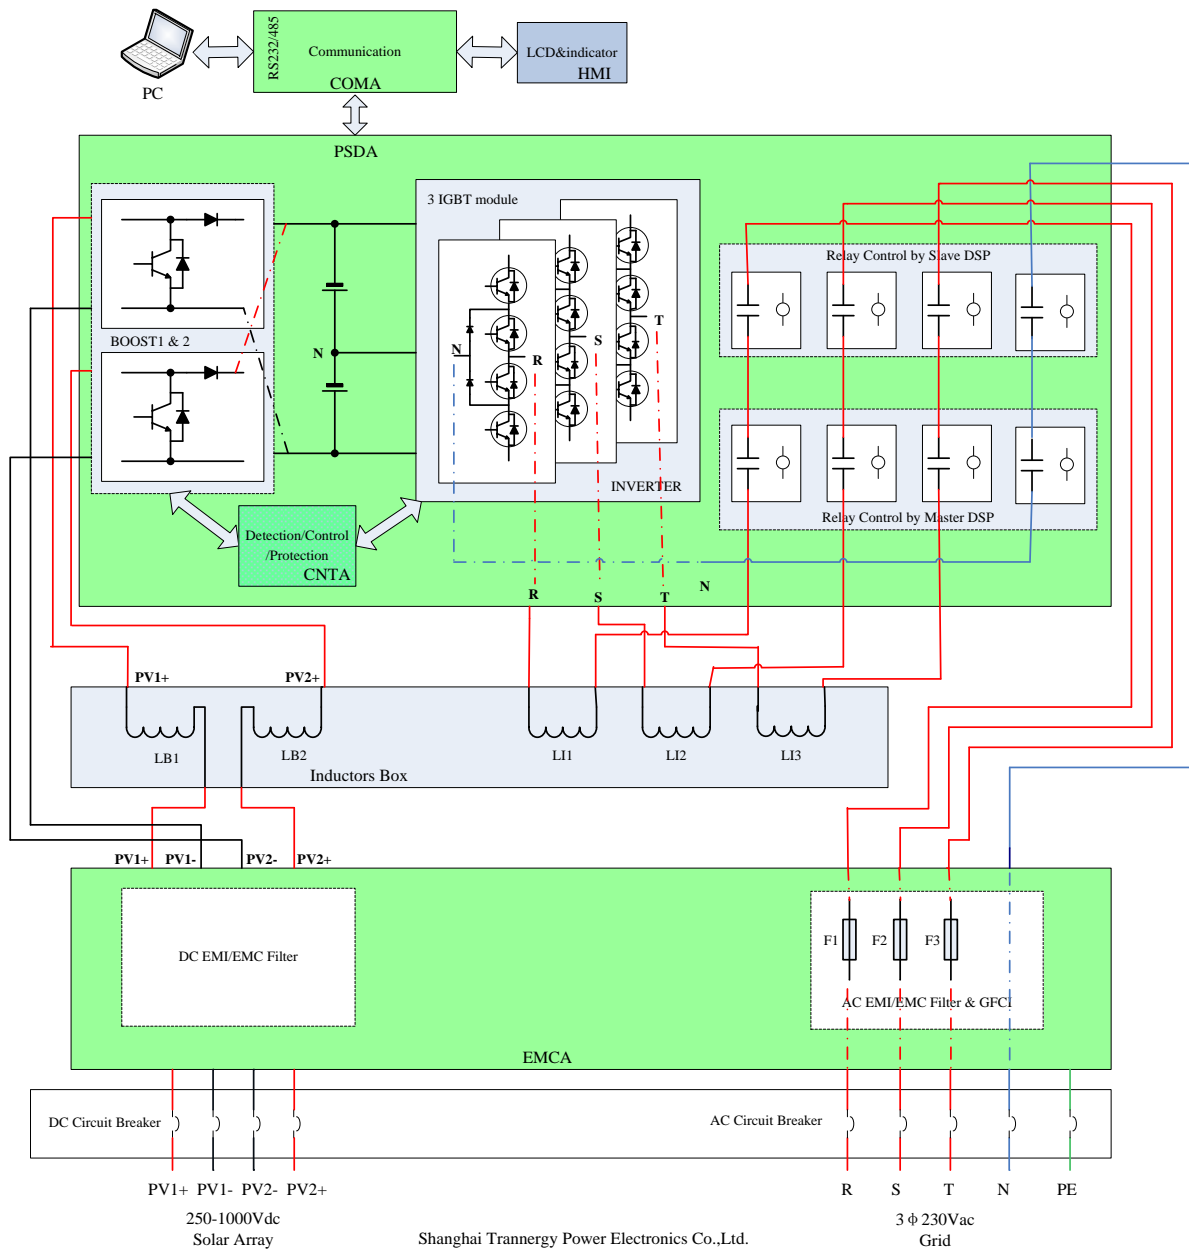 RS232/485
Communication
COMA
LCD&indicator
HMI
PC
PSDA
3 IGBT module
Relay Control by Slave DSP
BOOST1 & 2
N
N
R
S
T
INVERTER
Relay Control by Master DSP
Detection/Control
/Protection
CNTA
R
S
T
N
PV1+
PV2+
LB1
LB2
LI1
LI2
LI3
Inductors Box
PV1+
PV1-
PV2-
PV2+
DC EMI/EMC Filter
F1
F2
F3
AC EMI/EMC Filter & GFCI
EMCA
DC Circuit Breaker
AC Circuit Breaker
PV1+
PV1-
PV2-
PV2+
R
S
T
N
PE
250-1000Vdc
Solar Array
3 ϕ 230Vac
Grid
Shanghai Trannergy Power Electronics Co.,Ltd.